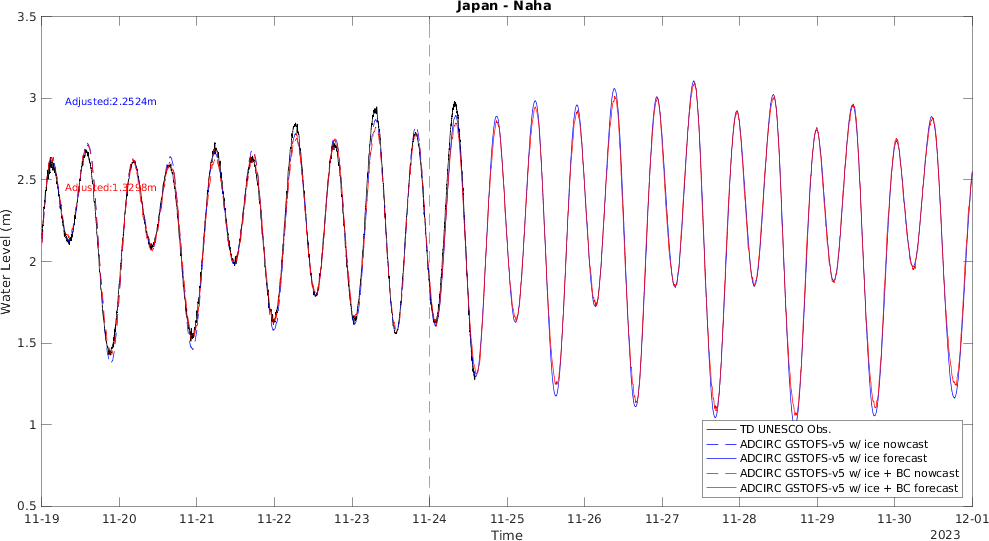 Japan - Naha
3.5
3
2.5
2
1.5
1
0.5
Water Level (m)
Adjusted:2.2524m
Adjusted:1.3298m
TD UNESCO Obs.
ADCIRC GSTOFS-v5 w/ ice nowcast
ADCIRC GSTOFS-v5 w/ ice forecast
ADCIRC GSTOFS-v5 w/ ice + BC nowcast
ADCIRC GSTOFS-v5 w/ ice + BC forecast
11-19 11-20 11-21 11-22 11-23 11-24 11-25 11-26 11-27 11-28 11-29 11-30 12-01
Time
2023